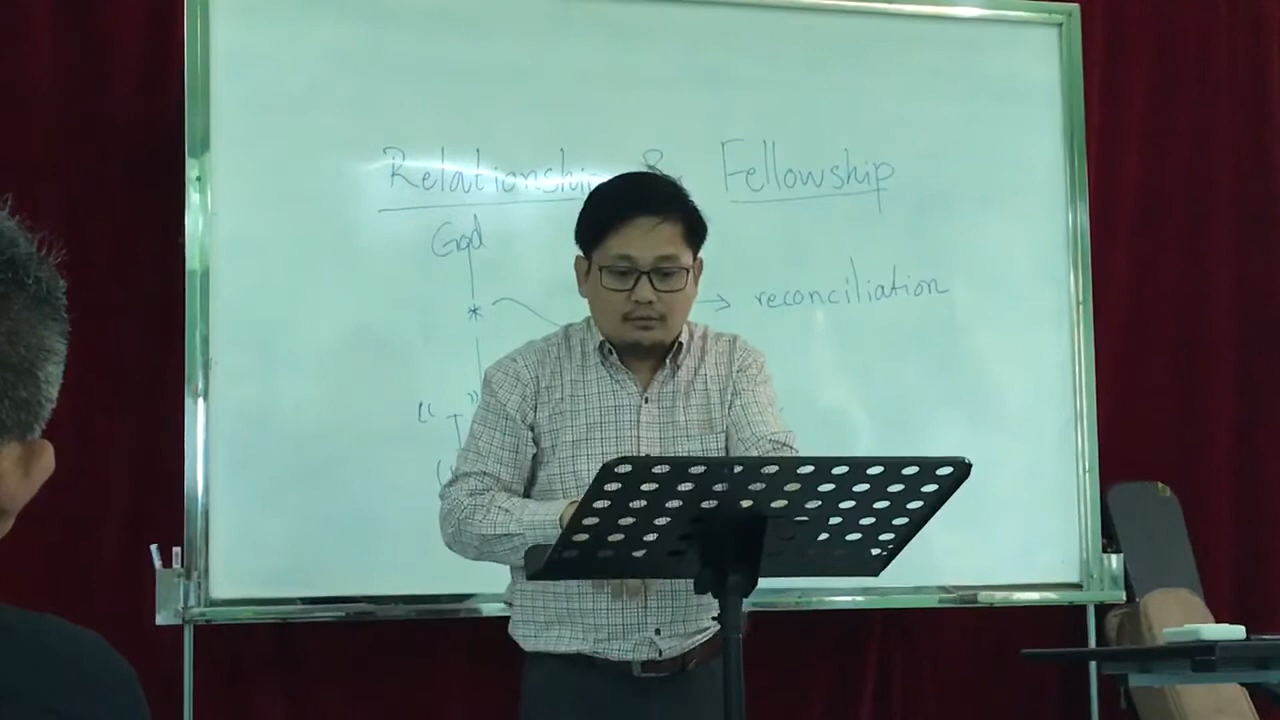 Relationship & Fellowship
God
* → reconciliation
"I"